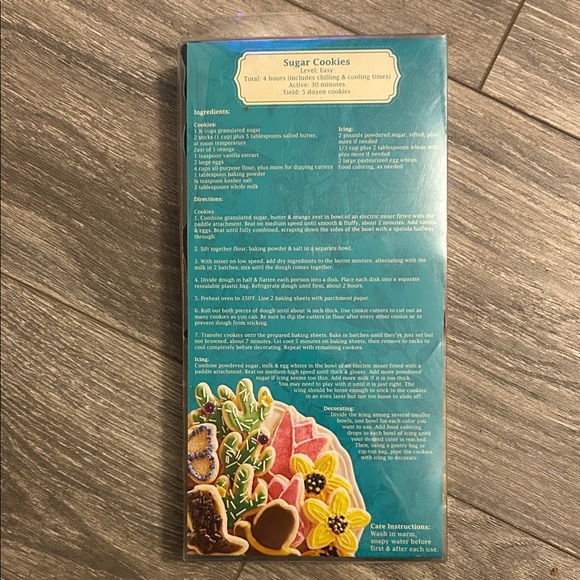 Sugar Cookies
Level: Easy
Total: 4 hours (includes chilling & cooling times)
Active: 30 minutes
Yield: 5 dozen cookies
Ingredients:
Cookies:
1 ¾ cups granulated sugar
2 sticks (1 cup) plus 5 tablespoons salted butter,
at room temperature
Zest of 1 orange
1 teaspoon vanilla extract
2 large eggs
4 cups all-purpose flour, plus more for dipping cutters
1 tablespoon baking powder
teaspoon kosher salt
3 tablespoons whole milk
Icing:
2 pounds powdered sugar, sifted, plus
more if needed
1/3 cup plus 2 tablespoons whole milk,
plus more if needed
2 large pasteurized egg whites
Food coloring, as needed
Directions:
Cookies:
1. Combine granulated sugar, butter & orange zest in bowl of an electric mixer fitted with the
paddle attachment. Beat on medium speed until smooth & fluffy, about 2 minutes. Add vanilla
& eggs. Beat until fully combined, scraping down sides of the bowl with a spatula halfway
through.
2. Sift together flour, baking powder & salt in a separate bowl.
3. With mixer on low speed, add dry ingredients to the butter mixture, alternating with the
milk in 2 batches; mix until the dough comes together.
4. Divide dough in half & flatten each portion into a disk. Place each disk into a separate
resealable plastic bag. Refrigerate dough until firm, about 2 hours.
5. Preheat oven to 350°F. Line 2 baking sheets with parchment paper.
6. Roll out both pieces of dough until about inch thick. Use cookie cutters to cut out as
many cookies as you can. Be sure to dip the cutters in flour after every other cookie or to
prevent dough from sticking.
7. Transfer cookies onto the prepared baking sheets. Bake in batches until they're just set but
not browned, about 7 minutes. Let cool 5 minutes on baking sheets, then remove to racks to
cool completely before decorating. Repeat with remaining cookies.
Icing:
Combine powdered sugar, milk & egg whites in the bowl of an electric mixer fitted with a
paddle attachment. Beat on medium-high speed until thick & glossy. Add more powdered
sugar if icing seems too thin. Add more milk if it is too thick.
You may need to play with it until it is just right. The
icing should be loose enough to stick to the cookies
in an even layer but not too loose to slide off.
Decorating:
Divide the icing among several smaller
bowls, one bowl for each color you
want to use. Add food coloring
drops to each bowl of icing until
your desired color is reached.
Then, using a pastry bag or
zip-top bag, pipe the cookies
with icing to decorate.
Care Instructions:
Wash in warm,
soapy water before
first & after each use.